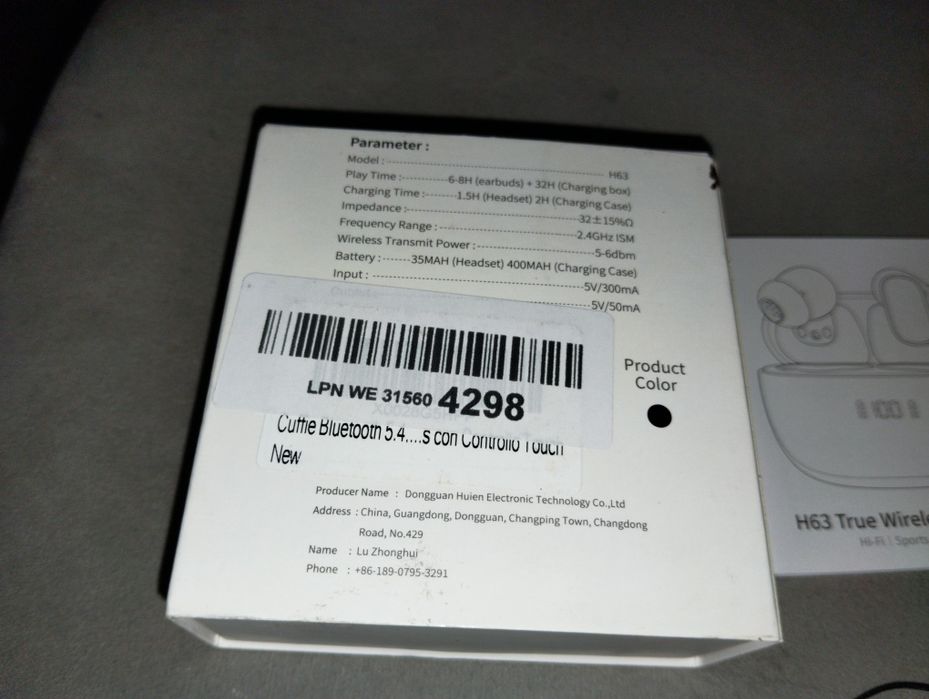 Parameter :
Model : H63
Play Time : 6-8H (earbuds) + 32H (Charging box)
Charging Time : 1.5H (Headset) 2H (Charging Case)
Impedance : 32±15%Ω
Frequency Range : 2.4GHz ISM
Wireless Transmit Power : 5-6dbm
Battery : 35MAH (Headset) 400MAH (Charging Case)
Input : 5V/300mA
5V/50mA
LPN WE 31560 4298
Cuffie Bluetooth 5.4....s con Controllo Touch
New
Product
Color
Producer Name : Dongguan Huien Electronic Technology Co.,Ltd
Address : China, Guangdong, Dongguan, Changping Town, Changdong
Road, No.429
Name : Lu Zhonghui
Phone : +86-189-0795-3291
100
H63 True
Hi-Fi | Sports